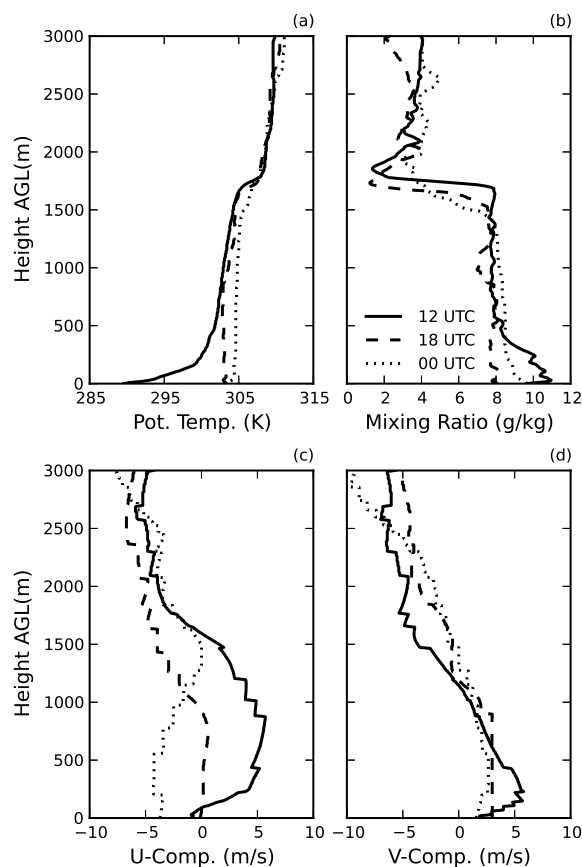 (a) (b)
3000
2500
2000
1500
1000
500
0
Height AGL(m)
12 UTC
18 UTC
00 UTC
285 295 305 315 0 2 4 6 8 10 12
Pot. Temp. (K) Mixing Ratio (g/kg)
(c) (d)
3000
2500
2000
1500
1000
500
0
Height AGL(m)
−10 −5 0 5 10 −10 −5 0 5 10
U-Comp. (m/s) V-Comp. (m/s)